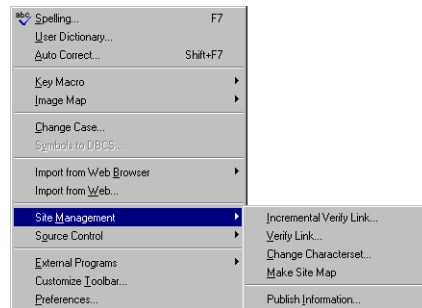 abc
Spelling... F7
User Dictionary...
Auto Correct... Shift+F7
Key Macro
Image Map
Change Case...
Symbols to DBCS...
Import from Web Browser
Import from Web...
Site Management
Source Control
External Programs
Customize Toolbar...
Preferences...
Incremental Verify Link...
Verify Link...
Change Characterset...
Make Site Map
Publish Information...